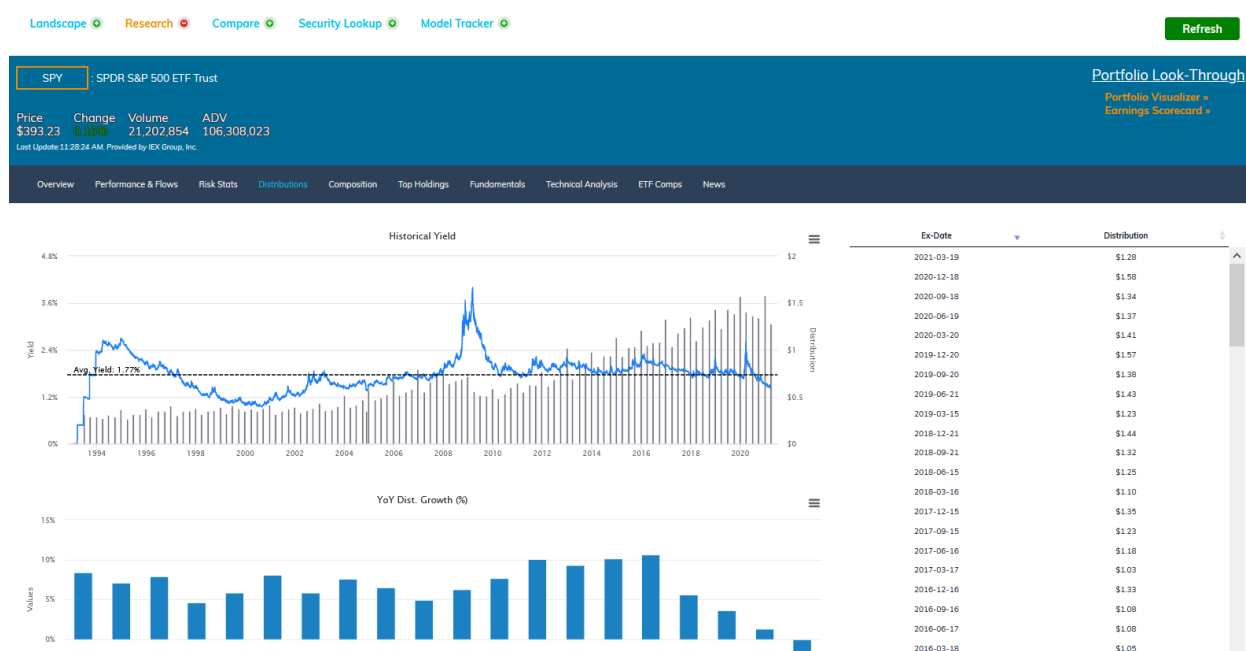 Landscape Research Compare Security Lookup Model Tracker Refresh
SPY : SPDR S&P 500 ETF Trust
Portfolio Look-Through
Portfolio Visualizer »
Earnings Scorecard »
Price Change Volume ADV
$393.23 0.16% 21,202,854 106,308,023
Last Update:11:28:24 AM. Provided by IEX Group, Inc.
Overview Performance & Flows Risk Stats Distributions Composition Top Holdings Fundamentals Technical Analysis ETF Comps News
Historical Yield
4.8% $2
3.6% $1.5
2.4% $1
1.2% $0.5
0% $0
Yield
Distribution
Avg. Yield: 1.77%
1994 1996 1998 2000 2002 2004 2006 2008 2010 2012 2014 2016 2018 2020
YoY Dist. Growth (%)
15%
10%
5%
0%
Values
Ex-Date Distribution
2021-03-19 $1.28
2020-12-18 $1.58
2020-09-18 $1.34
2020-06-19 $1.37
2020-03-20 $1.41
2019-12-20 $1.57
2019-09-20 $1.38
2019-06-21 $1.43
2019-03-15 $1.23
2018-12-21 $1.44
2018-09-21 $1.32
2018-06-15 $1.25
2018-03-16 $1.10
2017-12-15 $1.35
2017-09-15 $1.23
2017-06-16 $1.18
2017-03-17 $1.03
2016-12-16 $1.33
2016-09-16 $1.08
2016-06-17 $1.08
2016-03-18 $1.05